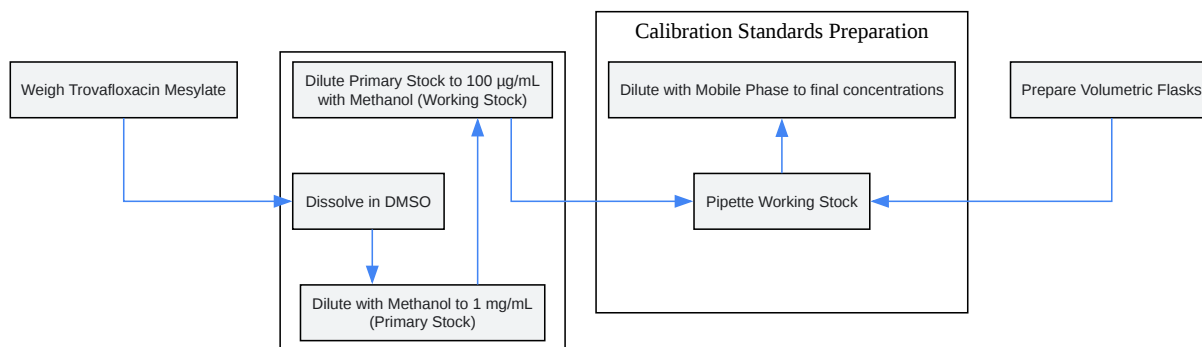 Calibration Standards Preparation
Weigh Trovafloxacin Mesylate
Dilute Primary Stock to 100 µg/mL
with Methanol (Working Stock)
Dilute with Mobile Phase to final concentrations
Prepare Volumetric Flasks
Dissolve in DMSO
Pipette Working Stock
Dilute with Methanol to 1 mg/mL
(Primary Stock)